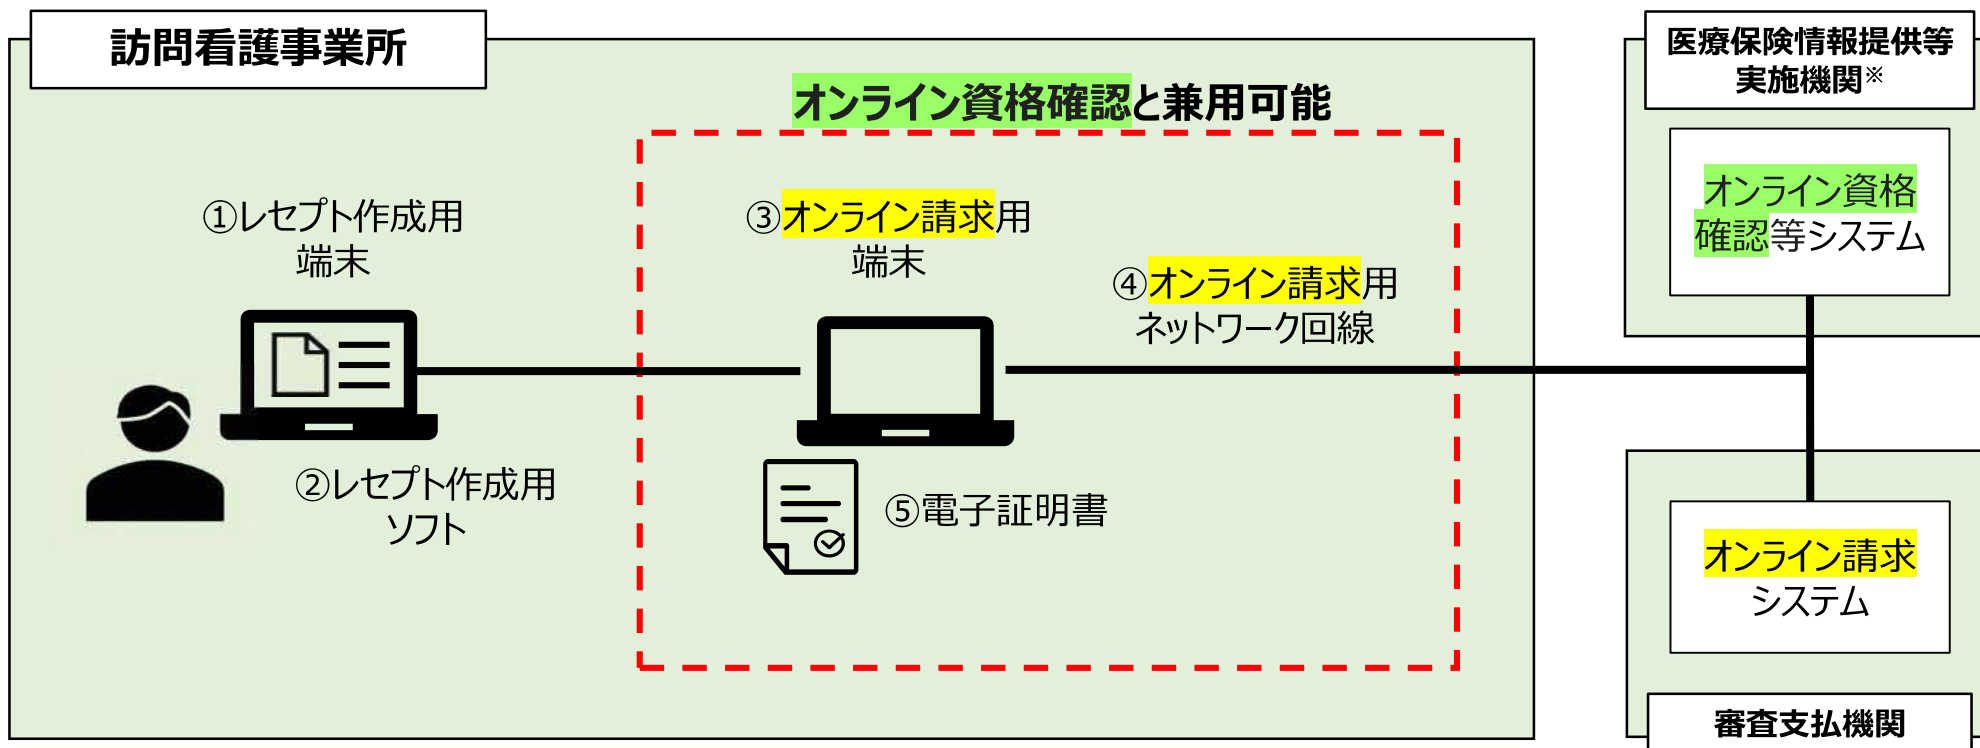 訪問看護事業所
オンライン資格確認と兼用可能
①レセプト作成用
端末
②レセプト作成用
ソフト
③オンライン請求用
端末
④オンライン請求用
ネットワーク回線
⑤電子証明書
医療保険情報提供等
実施機関※
オンライン資格
確認等システム
オンライン請求
システム
審査支払機関